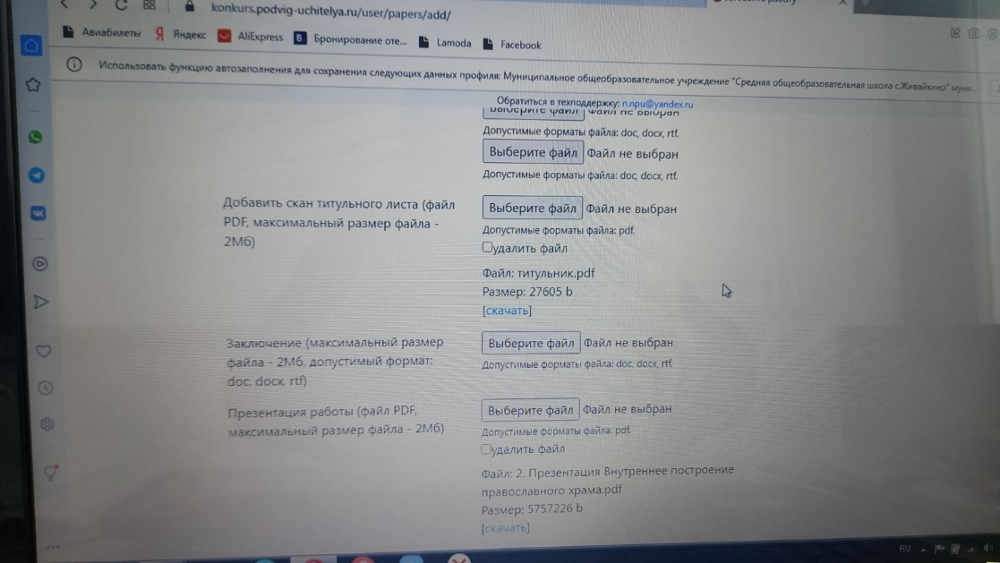 konkurs.podvig-uchitelya.ru/user/papers/add/
Авиабилеты Яндекс AliExpress Бронирование оте... Lamoda Facebook
Использовать функцию автозаполнения для сохранения следующих данных профиля: Муниципальное общеобразовательное учреждение "Средняя общеобразовательная школа с.Живайкино" муни...
Обратиться в техподдержку: n.npu@yandex.ru
Выберите файл Файл не выбран
Допустимые форматы файла: doc, docx, rtf.
Выберите файл Файл не выбран
Допустимые форматы файла: doc, docx, rtf.
Добавить скан титульного листа (файл
PDF, максимальный размер файла -
2Мб)
Выберите файл Файл не выбран
Допустимые форматы файла: pdf.
удалить файл
Файл: титульник.pdf
Размер: 27605 b
[скачать]
Заключение (максимальный размер
файла - 2Мб, допустимый формат:
doc, docx, rtf)
Выберите файл Файл не выбран
Допустимые форматы файла: doc, docx, rtf.
Презентация работы (файл PDF,
максимальный размер файла - 2Мб)
Выберите файл Файл не выбран
Допустимые форматы файла: pdf.
удалить файл
Файл: 2. Презентация Внутреннее построение
православного храма.pdf
Размер: 5757226 b
[скачать]
RU